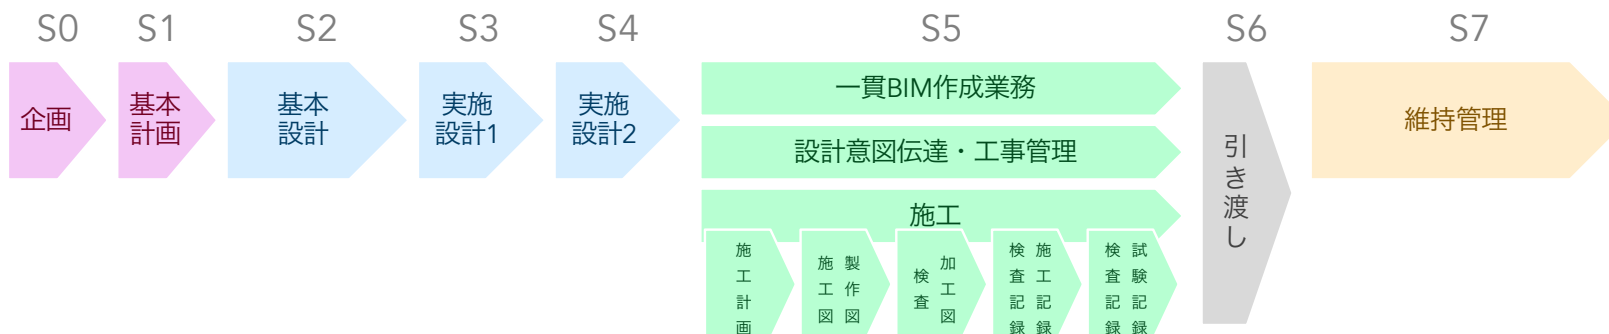 S0
S1
S2
S3
S4
S5
S6
S7
企画
基本
計画
基本
設計
実施
設計1
実施
設計2
一貫BIM作成業務
設計意図伝達・工事管理
施工
施工計画
製作図
施工図
加工図
検査
施工記録
検査記録
試験記録
検査記録
引き渡し
維持管理